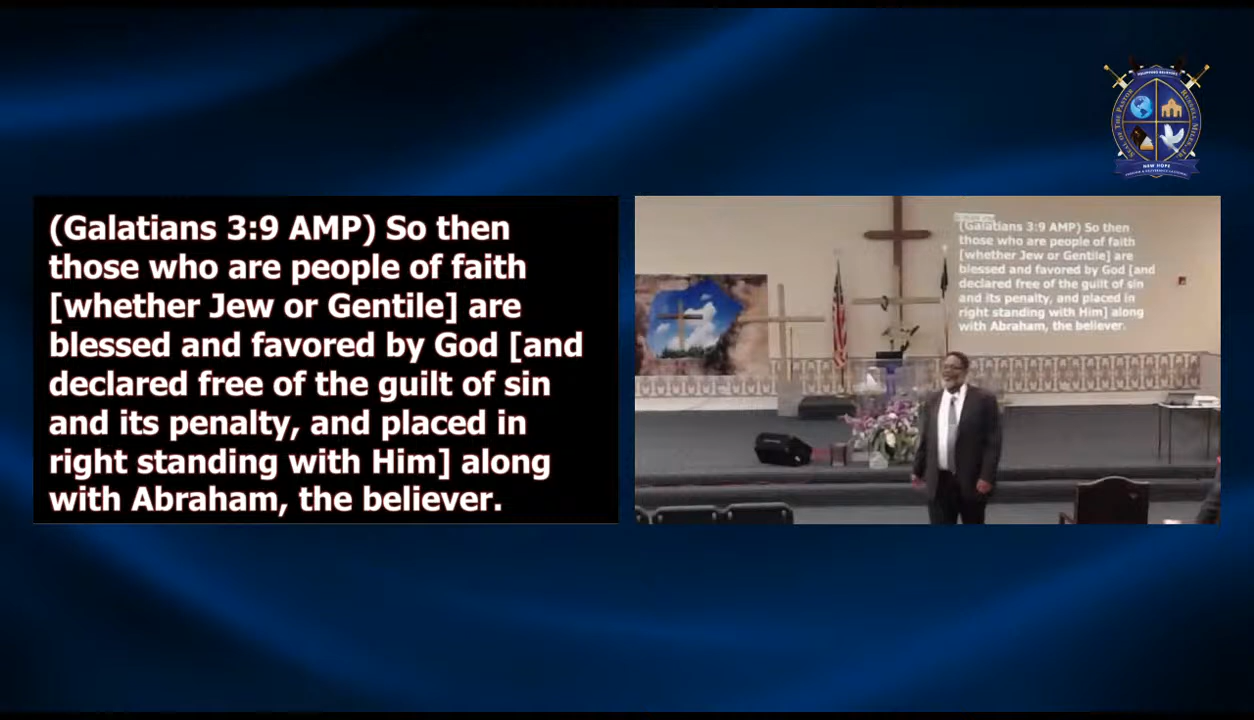 (Galatians 3:9 AMP) So then
those who are people of faith
[whether Jew or Gentile] are
blessed and favored by God [and
declared free of the guilt of sin
and its penalty, and placed in
right standing with Him] along
with Abraham, the believer.
(Galatians 3:9 AMP) So then
those who are people of faith
[whether Jew or Gentile] are
blessed and favored by God [and
declared free of the guilt of sin
and its penalty, and placed in
right standing with Him] along
with Abraham, the believer.
SEAL OF THE PASTOR
NEW HOPE